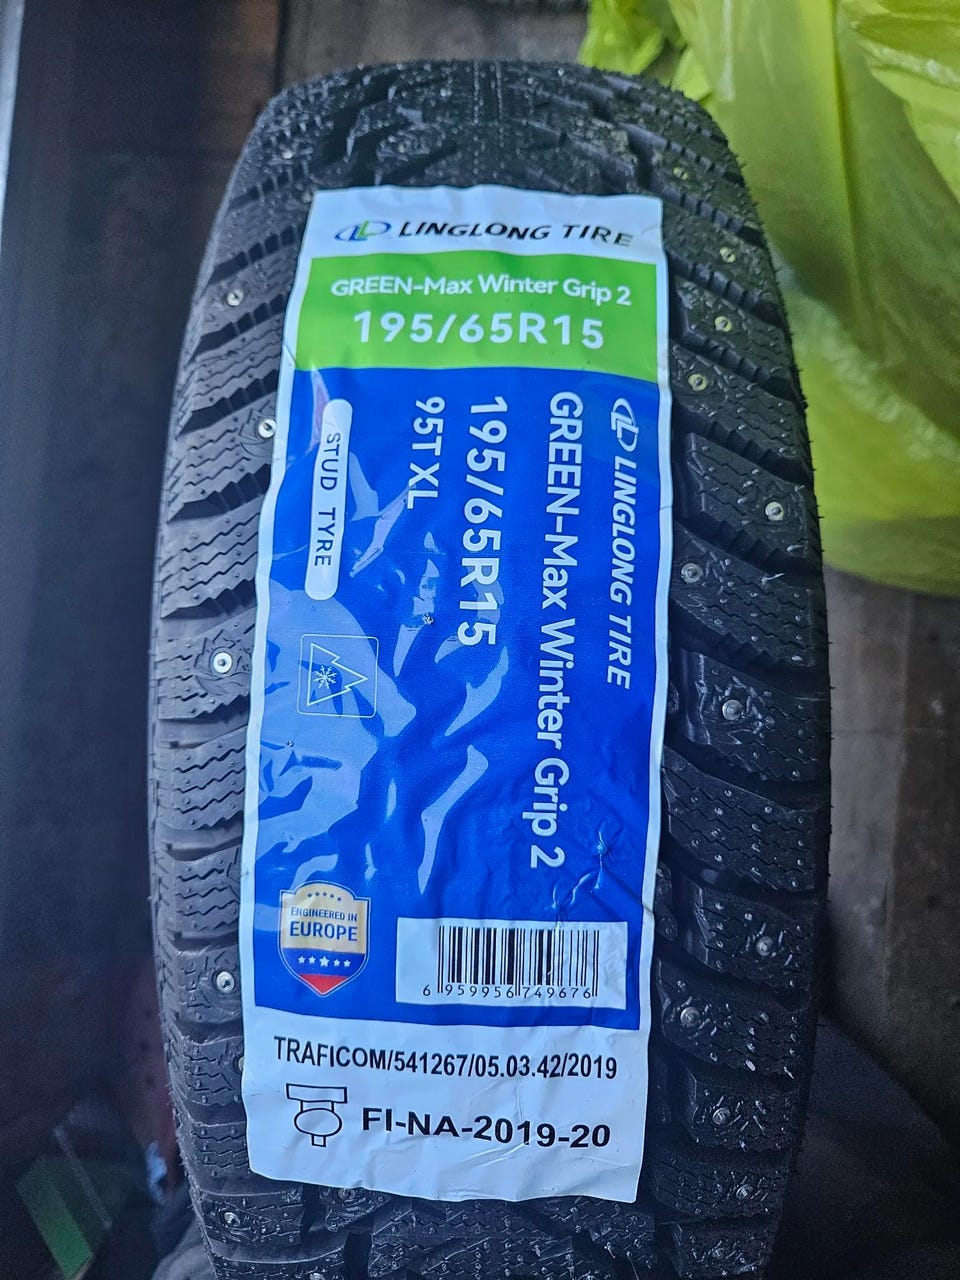 LINGLONG TIRE
GREEN-Max Winter Grip 2
195/65R15
LINGLONG TIRE
GREEN-Max Winter Grip 2
195/65R15
95T XL
STUD TYRE
ENGINEERED IN
EUROPE
6 959956 749676
TRAFICOM/541267/05.03.42/2019
FI-NA-2019-20